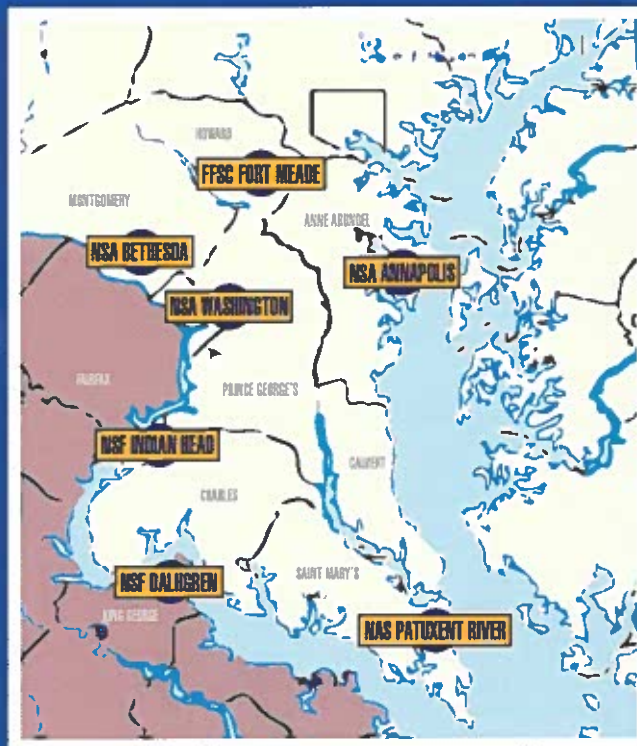 HOWARD
FFSC FORT MEADE
MONTGOMERY
ANNE ARUNDEL
NSA BETHESDA
NSA ANNAPOLIS
NSA WASHINGTON
FAIRFAX
PRINCE GEORGE'S
NSF INDIAN HEAD
CALVERT
CHARLES
SAINT MARY'S
NSF DALHGREN
KING GEORGE
NAS PATUXENT RIVER